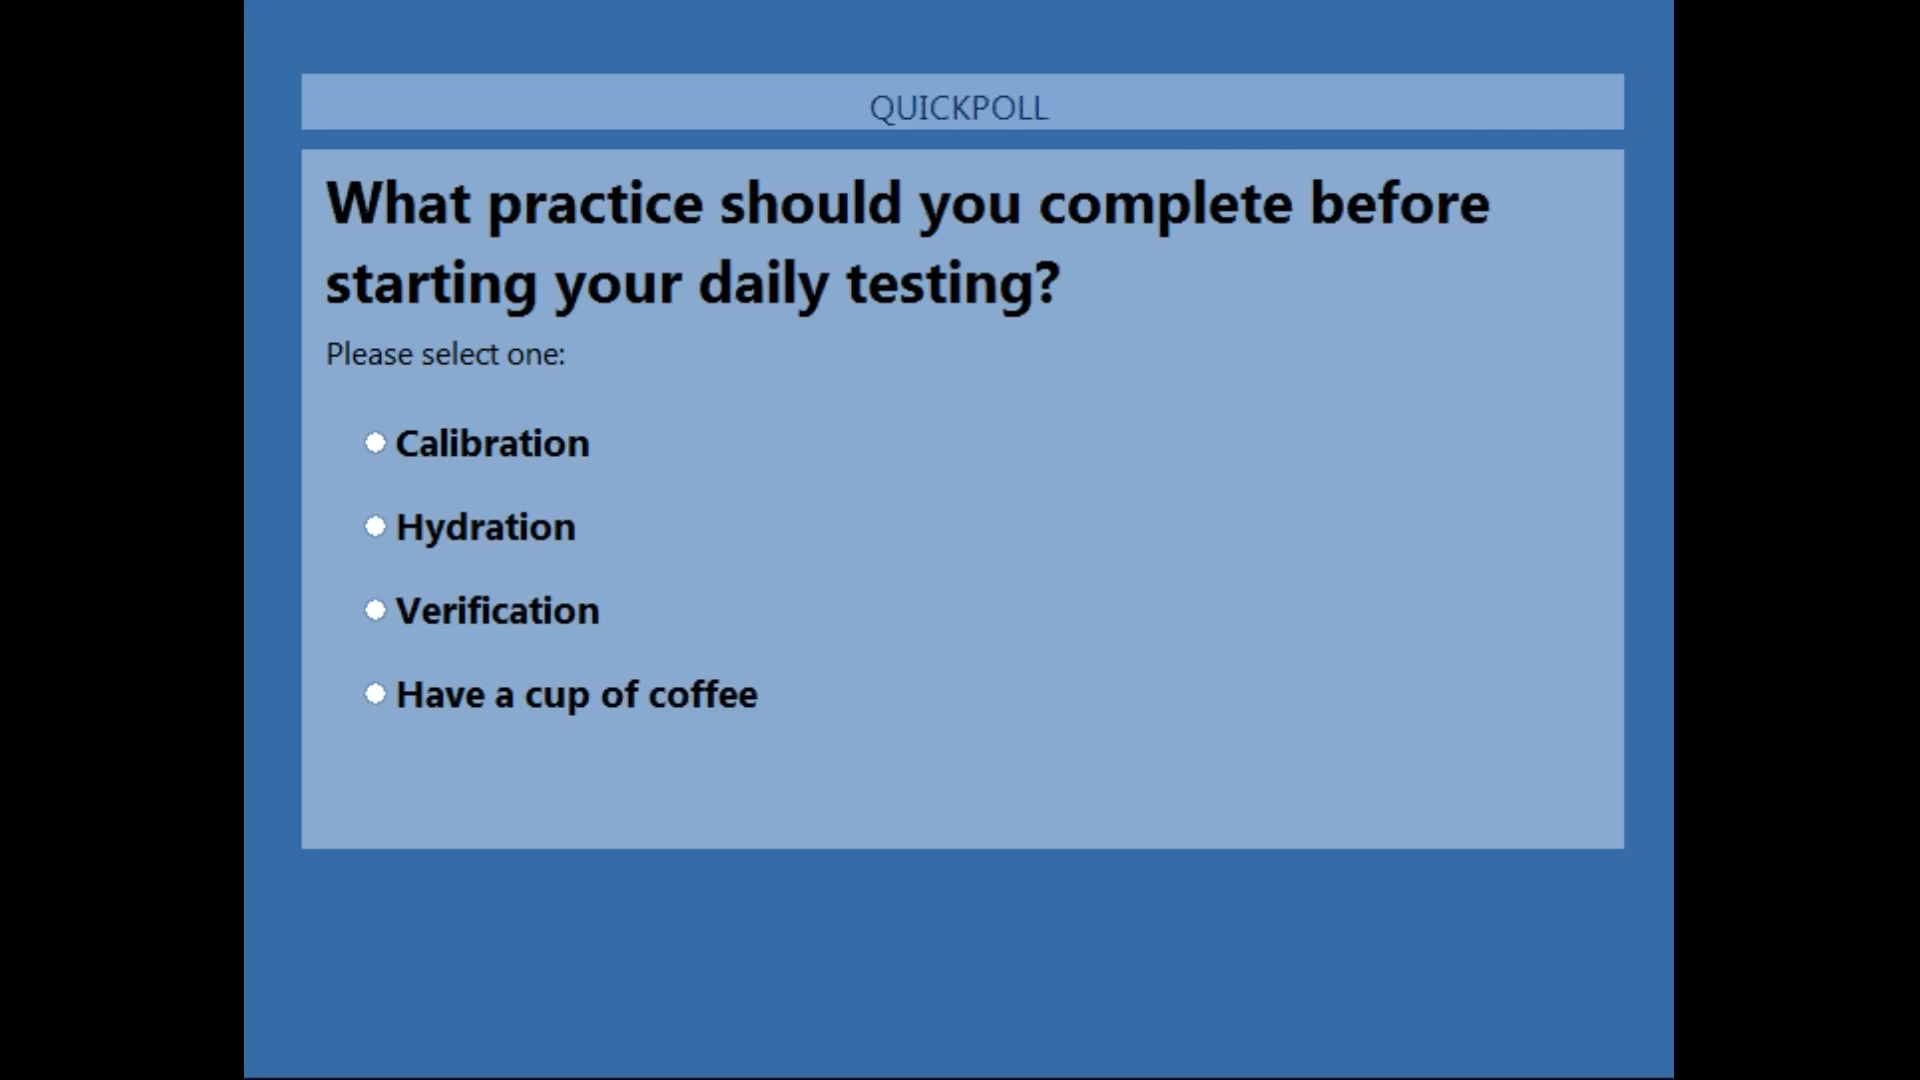 QUICKPOLL
What practice should you complete before
starting your daily testing?
Please select one:
Calibration
Hydration
Verification
Have a cup of coffee